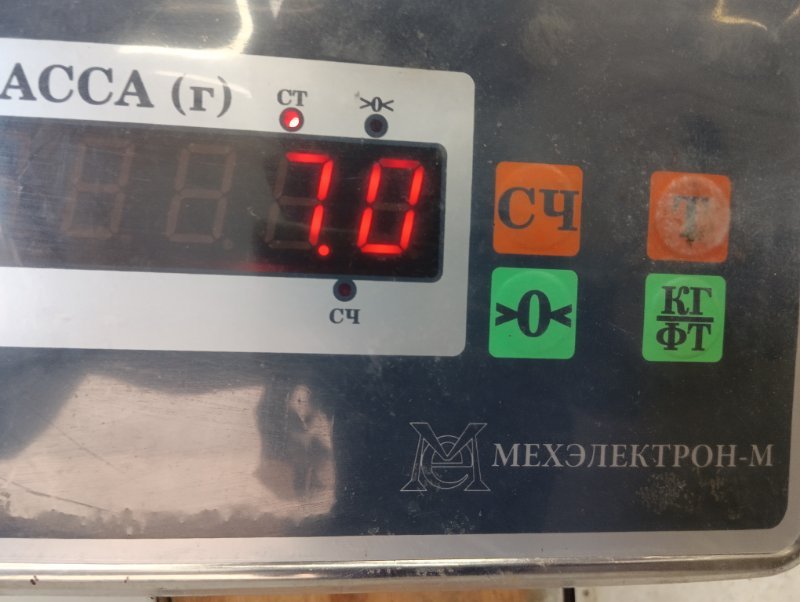 АССА (г)
СТ
>0<
7.0
СЧ
СЧ
Т
>0<
КГ
ФТ
МЕХЭЛЕКТРОН-М